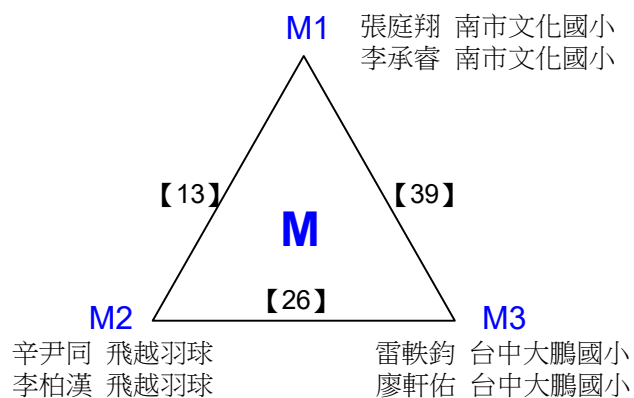 M1 張庭翔 南市文化國小
李承睿 南市文化國小
【13】 【39】
M
【26】
M2 M3
辛尹同 飛越羽球 雷軼鈞 台中大鵬國小
李柏漢 飛越羽球 廖軒佑 台中大鵬國小